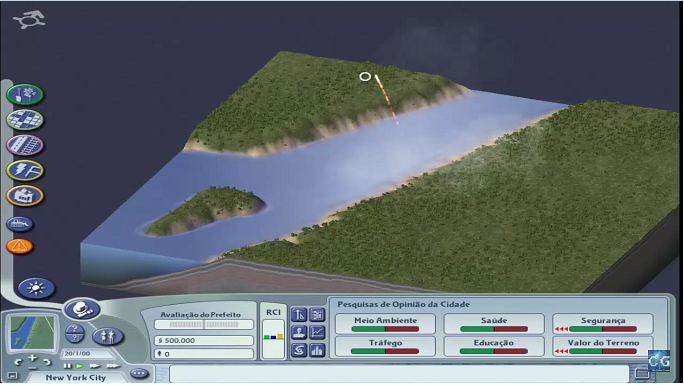 Pesquisas de Opinião da Cidade
Avaliação do Prefeito
RCI
Meio Ambiente
Saúde
Segurança
$ 500.000
0
Tráfego
Educação
Valor do Terreno
20/1/00
New York City
CG